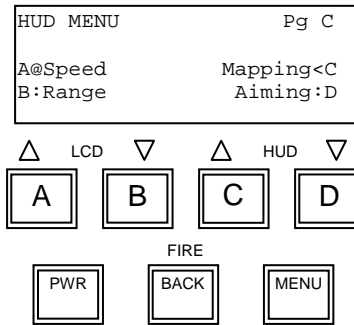 HUD MENU Pg C
A@Speed Mapping<C
B:Range Aiming:D
△ LCD ▽ △ HUD ▽
A B C D
FIRE
PWR BACK MENU